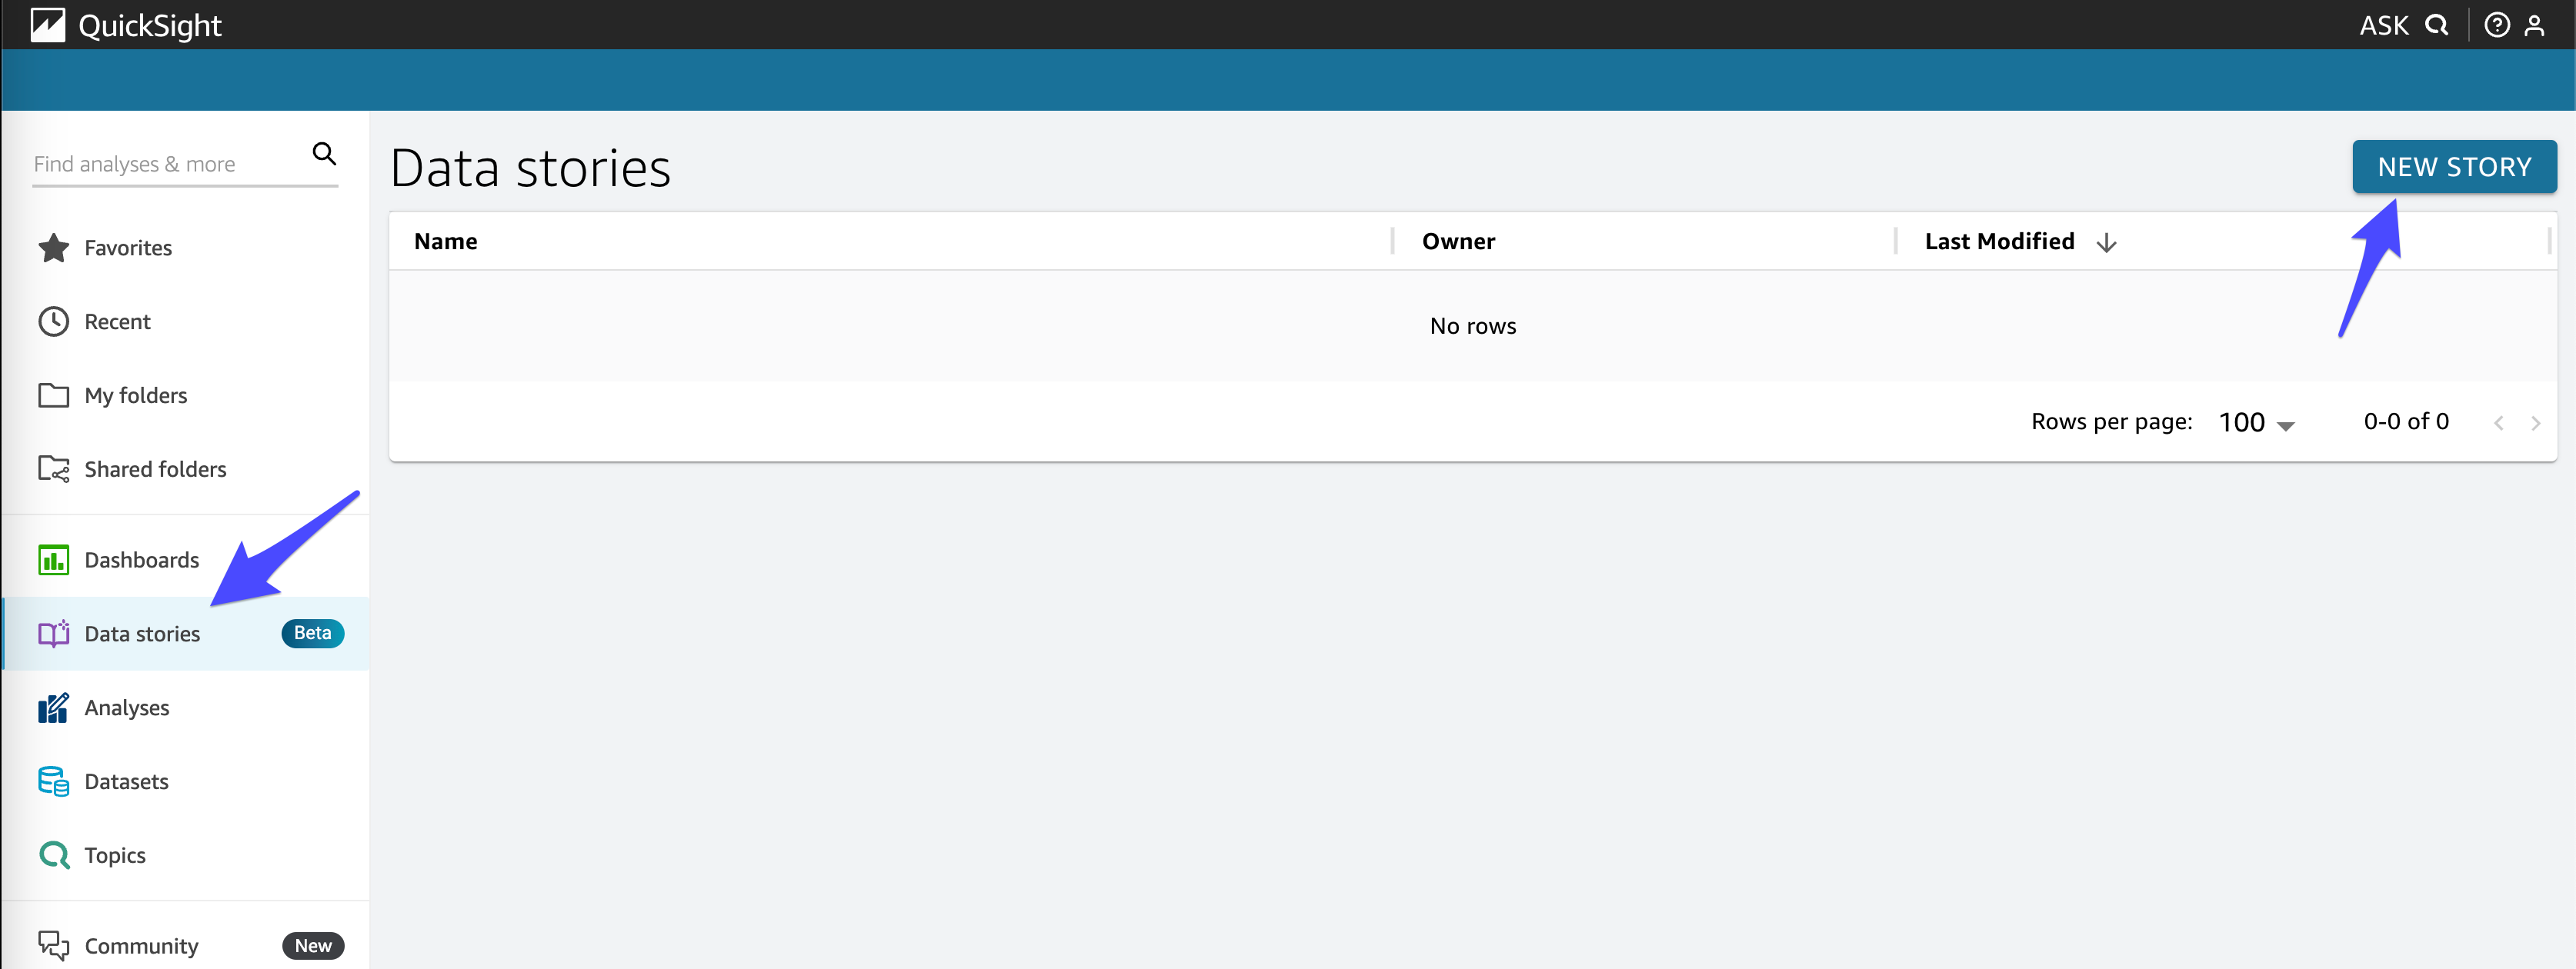 QuickSight
ASK
Find analyses & more
Favorites
Recent
My folders
Shared folders
Dashboards
Data stories Beta
Analyses
Datasets
Topics
Community New
Data stories
NEW STORY
Name Owner Last Modified
No rows
Rows per page: 100 0-0 of 0